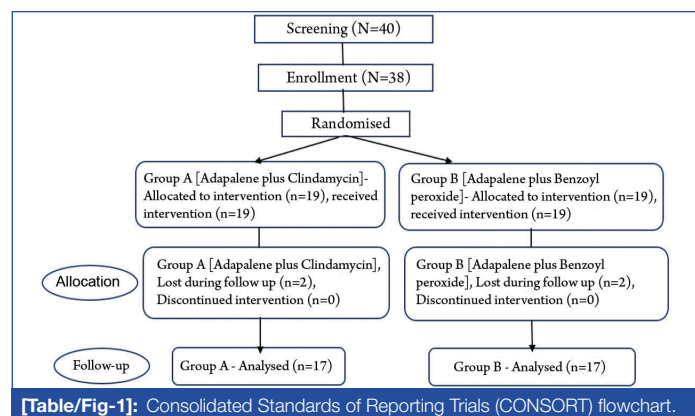 Screening (N=40)
Enrollment (N=38)
Randomised
Group A [Adapalene plus Clindamycin]-
Allocated to intervention (n=19), received
intervention (n=19)
Group B [Adapalene plus Benzoyl
peroxide]- Allocated to intervention (n=19),
received intervention (n=19)
Allocation
Group A [Adapalene plus Clindamycin],
Lost during follow up (n=2),
Discontinued intervention (n=0)
Group B [Adapalene plus Benzoyl
peroxide], Lost during follow up (n=2),
Discontinued intervention (n=0)
Follow-up
Group A - Analysed (n=17)
Group B - Analysed (n=17)
[Table/Fig-1]: Consolidated Standards of Reporting Trials (CONSORT) flowchart.